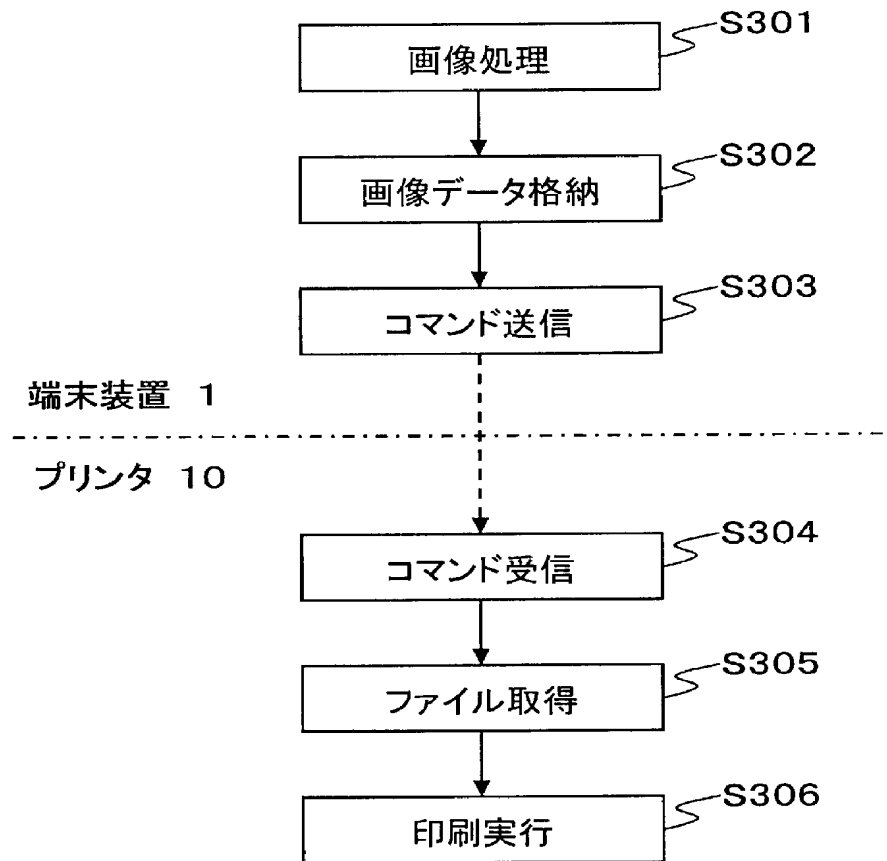 S301
画像処理
S302
画像データ格納
S303
コマンド送信
端末装置 1
プリンタ 10
S304
コマンド受信
S305
ファイル取得
S306
印刷実行